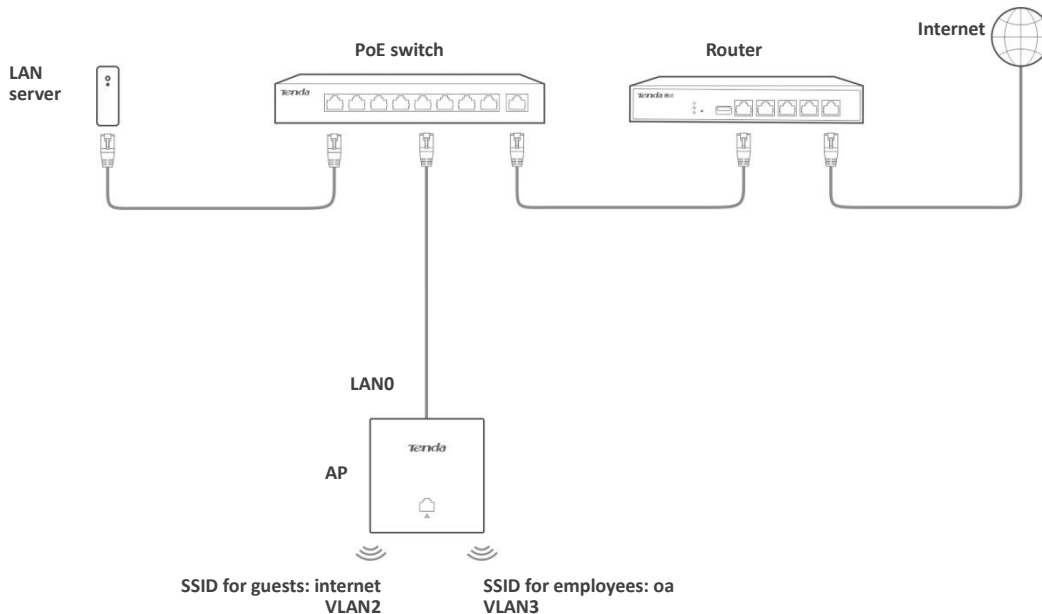 Internet
PoE switch
Router
LAN
server
Tenda
Tenda
LAN0
Tenda
AP
SSID for guests: internet
VLAN2
SSID for employees: oa
VLAN3